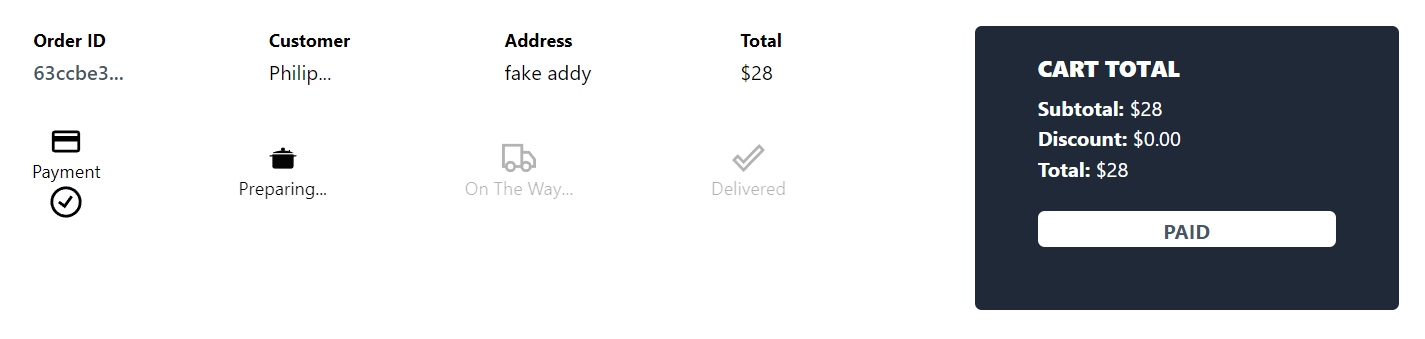 Order ID Customer Address Total
63ccbe3... Philip... fake addy $28
Payment
Preparing... On The Way... Delivered
CART TOTAL
Subtotal: $28
Discount: $0.00
Total: $28
PAID